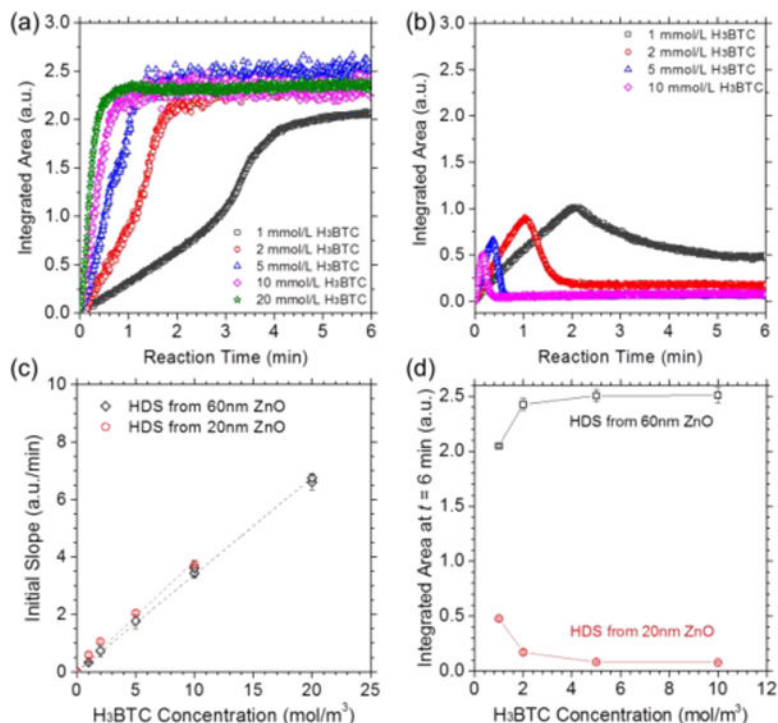 (a)
3.0
2.5
2.0
1.5
1.0
0.5
0.0
Integrated Area (a.u.)
1 mmol/L H3BTC
2 mmol/L H3BTC
5 mmol/L H3BTC
10 mmol/L H3BTC
20 mmol/L H3BTC
0 1 2 3 4 5 6
Reaction Time (min)
(b)
3.0
2.5
2.0
1.5
1.0
0.5
0.0
Integrated Area (a.u.)
1 mmol/L H3BTC
2 mmol/L H3BTC
5 mmol/L H3BTC
10 mmol/L H3BTC
0 1 2 3 4 5 6
Reaction Time (min)
(c)
10
8
6
4
2
0
Initial Slope (a.u./min)
HDS from 60nm ZnO
HDS from 20nm ZnO
0 5 10 15 20 25
H3BTC Concentration (mol/m³)
(d)
2.5
2.0
1.5
1.0
0.5
0.0
Integrated Area at t = 6 min (a.u.)
HDS from 60nm ZnO
HDS from 20nm ZnO
0 2 4 6 8 10 12
H3BTC Concentration (mol/m³)